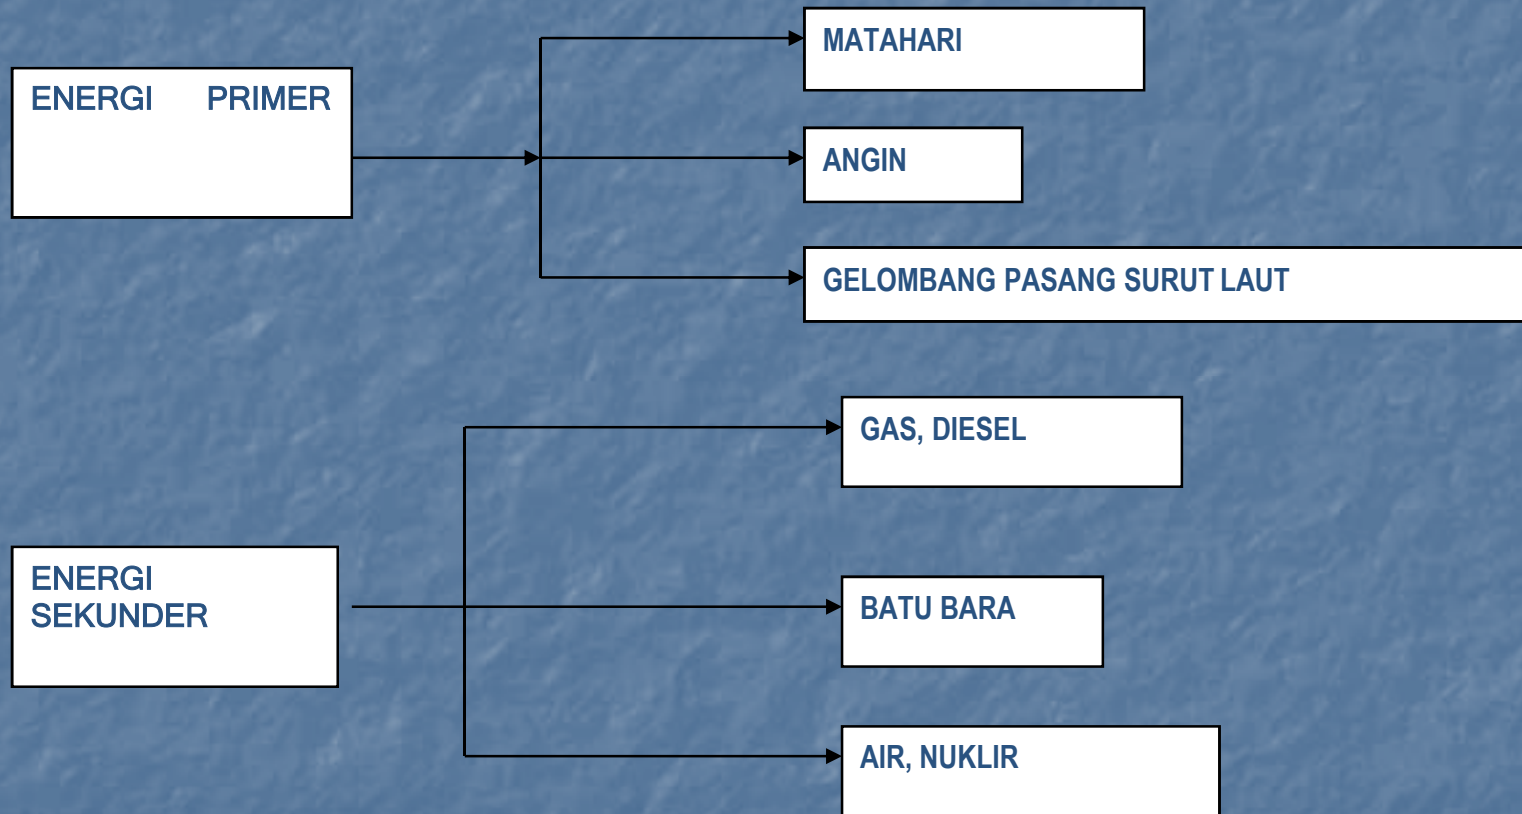 MATAHARI
ENERGI PRIMER
ANGIN
GELOMBANG PASANG SURUT LAUT
GAS, DIESEL
ENERGI
SEKUNDER
BATU BARA
AIR, NUKLIR